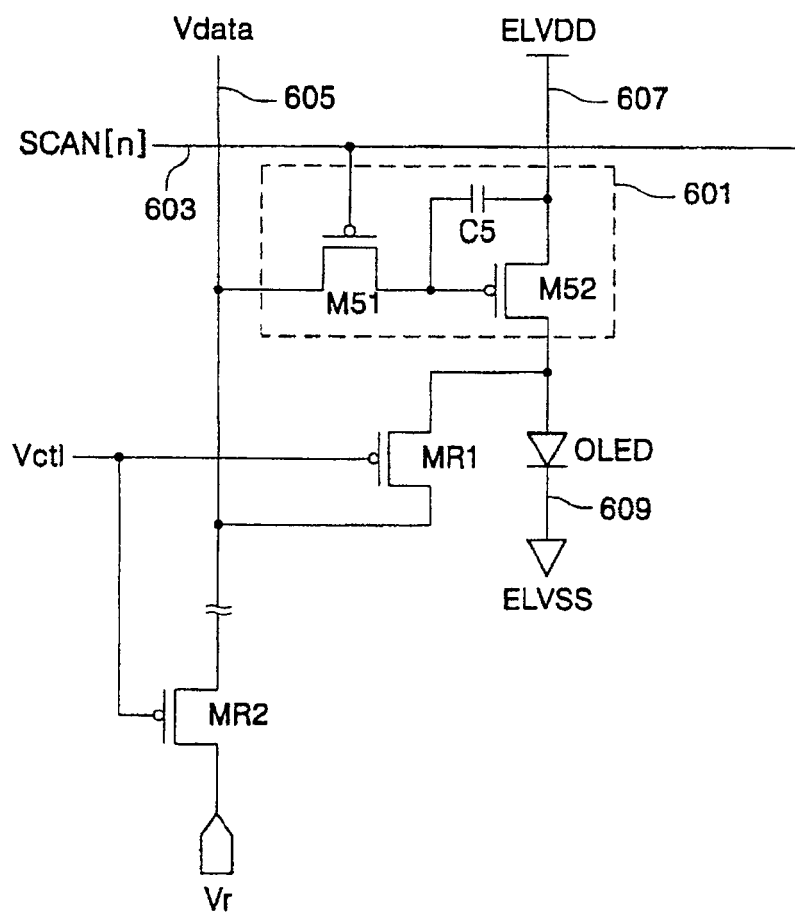 Vdata
ELVDD
605
607
SCAN[n]
603
601
C5
M51
M52
Vctl
MR1
OLED
609
ELVSS
MR2
Vr